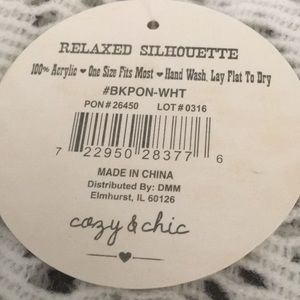 RELAXED SILHOUETTE
100% Acrylic ❤ One Size Fits Most ❤ Hand Wash, Lay Flat To Dry
#BKPON-WHT
PON # 26450 LOT # 0316
7 22950 28377 6
MADE IN CHINA
Distributed By: DMM
Elmhurst, IL 60126
cozy & chic